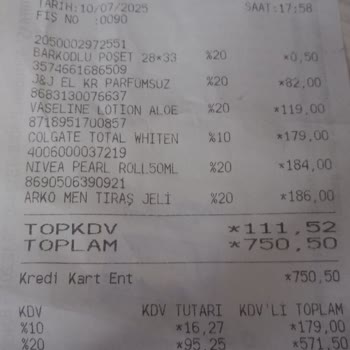 TARİH:10/07/2025 SAAT:17:58
FİŞ NO :0090
2050002972551
BARKODLU POŞET 28*33 %20 *0,50
3574661686509
J&J EL KR PARFÜMSÜZ %20 *82,00
8683130076637
VASELINE LOTION ALOE %20 *119,00
8718951700857
COLGATE TOTAL WHITEN %10 *179,00
4006000037219
NIVEA PEARL ROLL50ML %20 *184,00
8690506390921
ARKO MEN TIRAŞ JELİ %20 *186,00
TOPKDV *111,52
TOPLAM *750,50
Kredi Kart Ent *750,50
KDV KDV TUTARI KDV'Lİ TOPLAM
%10 *16,27 *179,00
%20 *95,25 *571,50